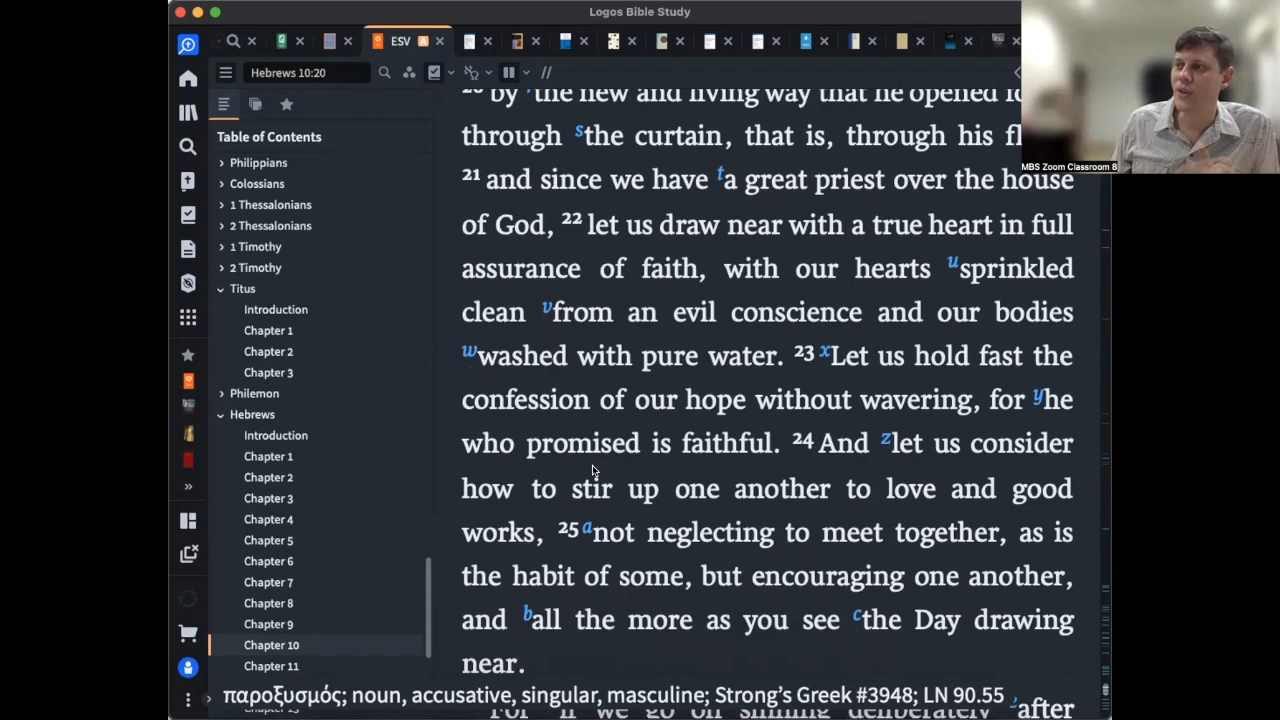 Logos Bible Study
ESV A
Hebrews 10:20
Table of Contents
Philippians
Colossians
1 Thessalonians
2 Thessalonians
1 Timothy
2 Timothy
Titus
Introduction
Chapter 1
Chapter 2
Chapter 3
Philemon
Hebrews
Introduction
Chapter 1
Chapter 2
Chapter 3
Chapter 4
Chapter 5
Chapter 6
Chapter 7
Chapter 8
Chapter 9
Chapter 10
Chapter 11
by the new and living way that he opened
through s the curtain, that is, through his
21 and since we have t a great priest over the house
of God, 22 let us draw near with a true heart in full
assurance of faith, with our hearts u sprinkled
clean v from an evil conscience and our bodies
w washed with pure water. 23 x Let us hold fast the
confession of our hope without wavering, for y he
who promised is faithful. 24 And z let us consider
how to stir up one another to love and good
works, 25 a not neglecting to meet together, as is
the habit of some, but encouraging one another,
and b all the more as you see c the Day drawing
near.
after
παροξυσμός; noun, accusative, singular, masculine; Strong’s Greek #3948; LN 90.55
MBS Zoom Classroom 8